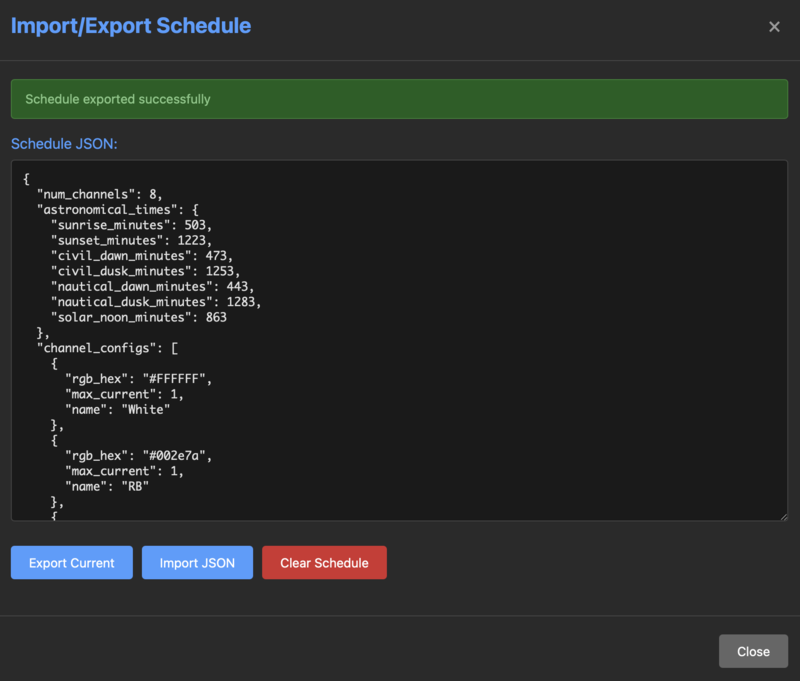 Import/Export Schedule
×
Schedule exported successfully
Schedule JSON:
{
  "num_channels": 8,
  "astronomical_times": {
    "sunrise_minutes": 503,
    "sunset_minutes": 1223,
    "civil_dawn_minutes": 473,
    "civil_dusk_minutes": 1253,
    "nautical_dawn_minutes": 443,
    "nautical_dusk_minutes": 1283,
    "solar_noon_minutes": 863
  },
  "channel_configs": [
    {
      "rgb_hex": "#FFFFFF",
      "max_current": 1,
      "name": "White"
    },
    {
      "rgb_hex": "#002e7a",
      "max_current": 1,
      "name": "RB"
    },
    {
Export Current Import JSON Clear Schedule
Close